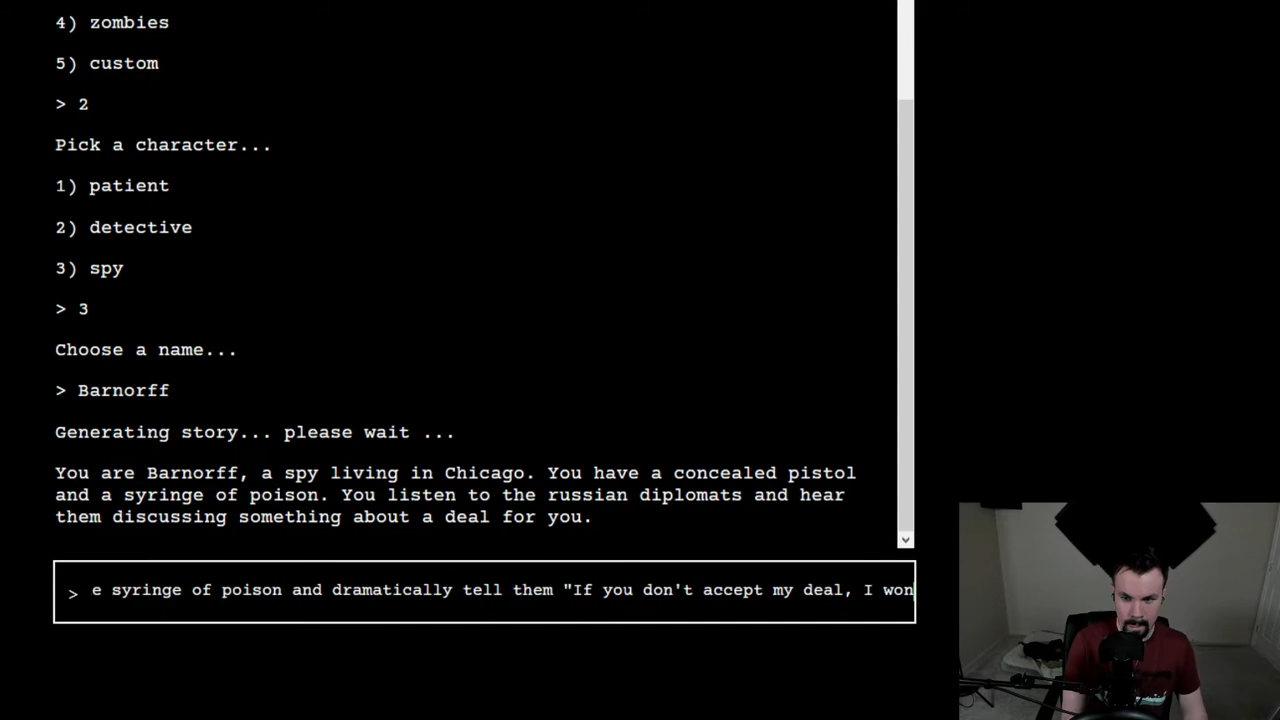 4) zombies
5) custom
> 2
Pick a character...
1) patient
2) detective
3) spy
> 3
Choose a name...
> Barnorff
Generating story... please wait ...
You are Barnorff, a spy living in Chicago. You have a concealed pistol
and a syringe of poison. You listen to the russian diplomats and hear
them discussing something about a deal for you.
> e syringe of poison and dramatically tell them "If you don't accept my deal, I won